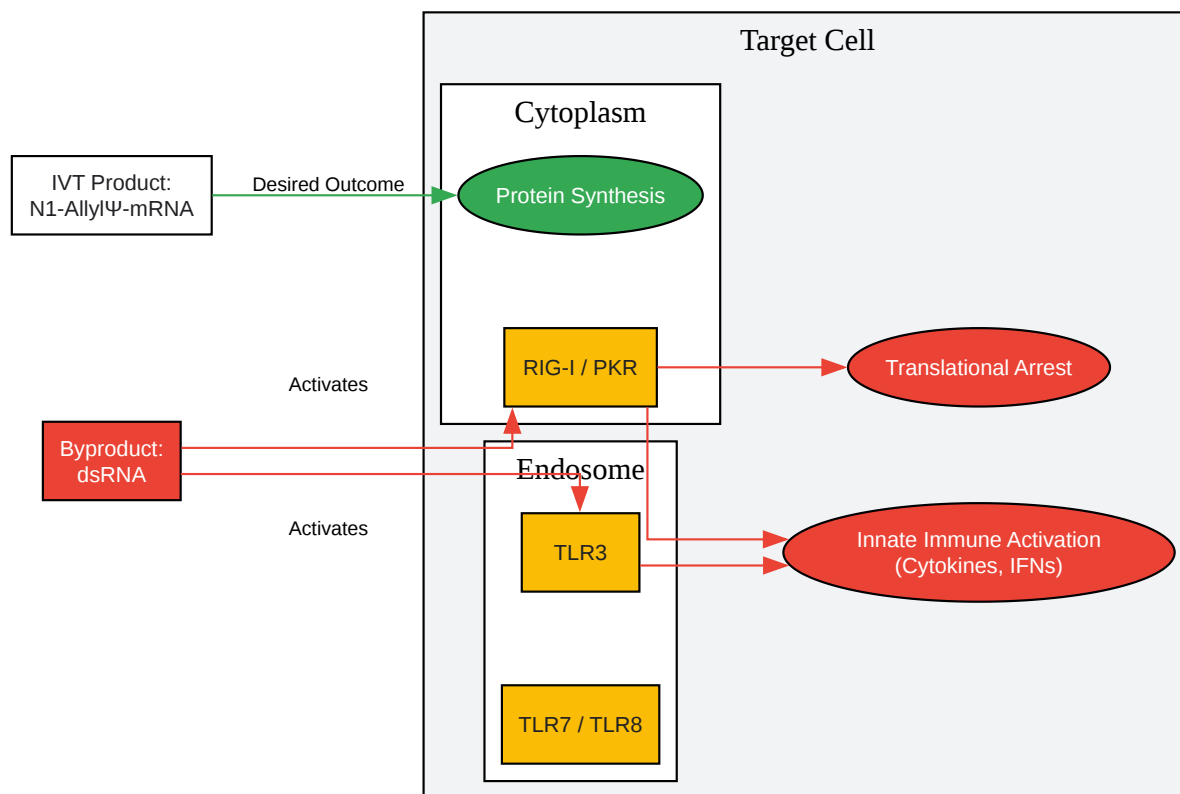 Target Cell
Cytoplasm
IVT Product:
N1-AllylΨ-mRNA
Desired Outcome
Protein Synthesis
RIG-I / PKR
Translational Arrest
Activates
Byproduct:
dsRNA
Endosome
Activates
TLR3
Innate Immune Activation
(Cytokines, IFNs)
TLR7 / TLR8